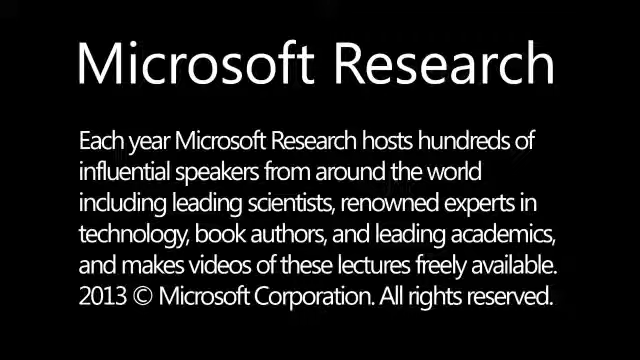 Microsoft Research
Each year Microsoft Research hosts hundreds of
influential speakers from around the world
including leading scientists, renowned experts in
technology, book authors, and leading academics,
and makes videos of these lectures freely available.
2013 © Microsoft Corporation. All rights reserved.